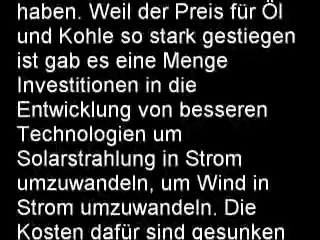 haben. Weil der Preis für Öl
und Kohle so stark gestiegen
ist gab es eine Menge
Investitionen in die
Entwicklung von besseren
Technologien um
Solarstrahlung in Strom
umzuwandeln, um Wind in
Strom umzuwandeln. Die
Kosten dafür sind gesunken